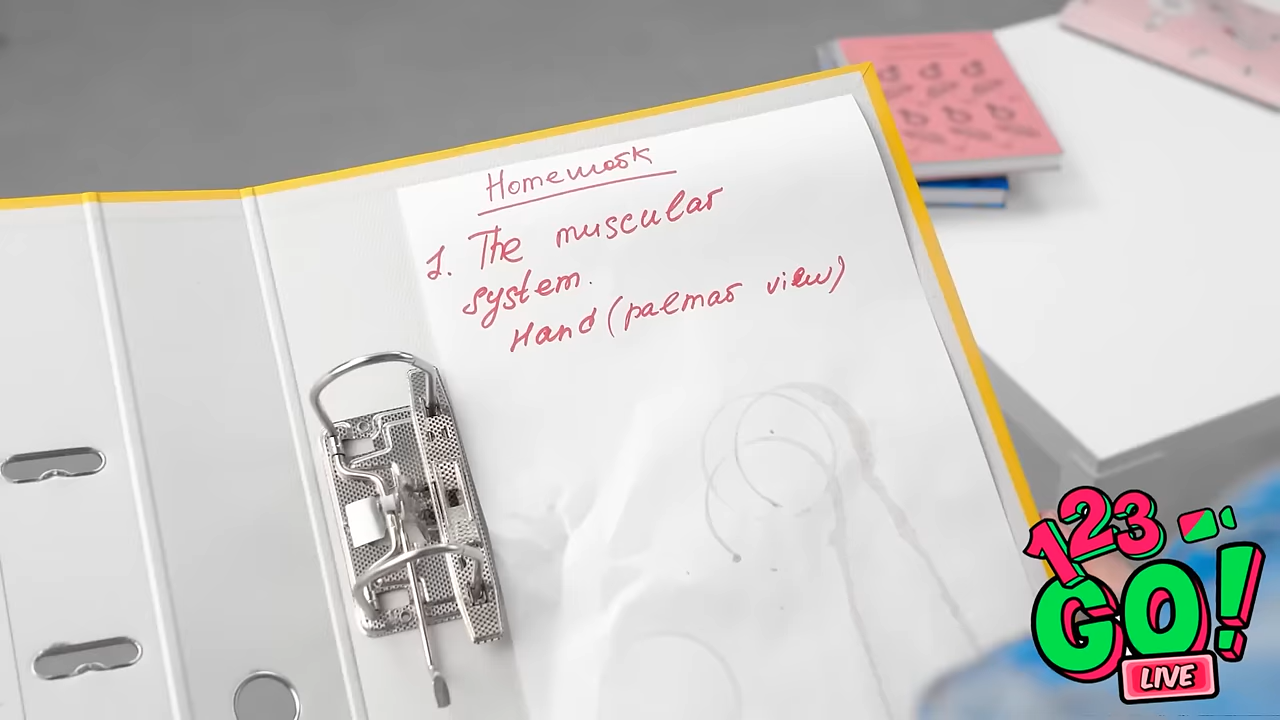 Homework
1. The muscular
system.
Hand (palmar view)
123
GO!
LIVE